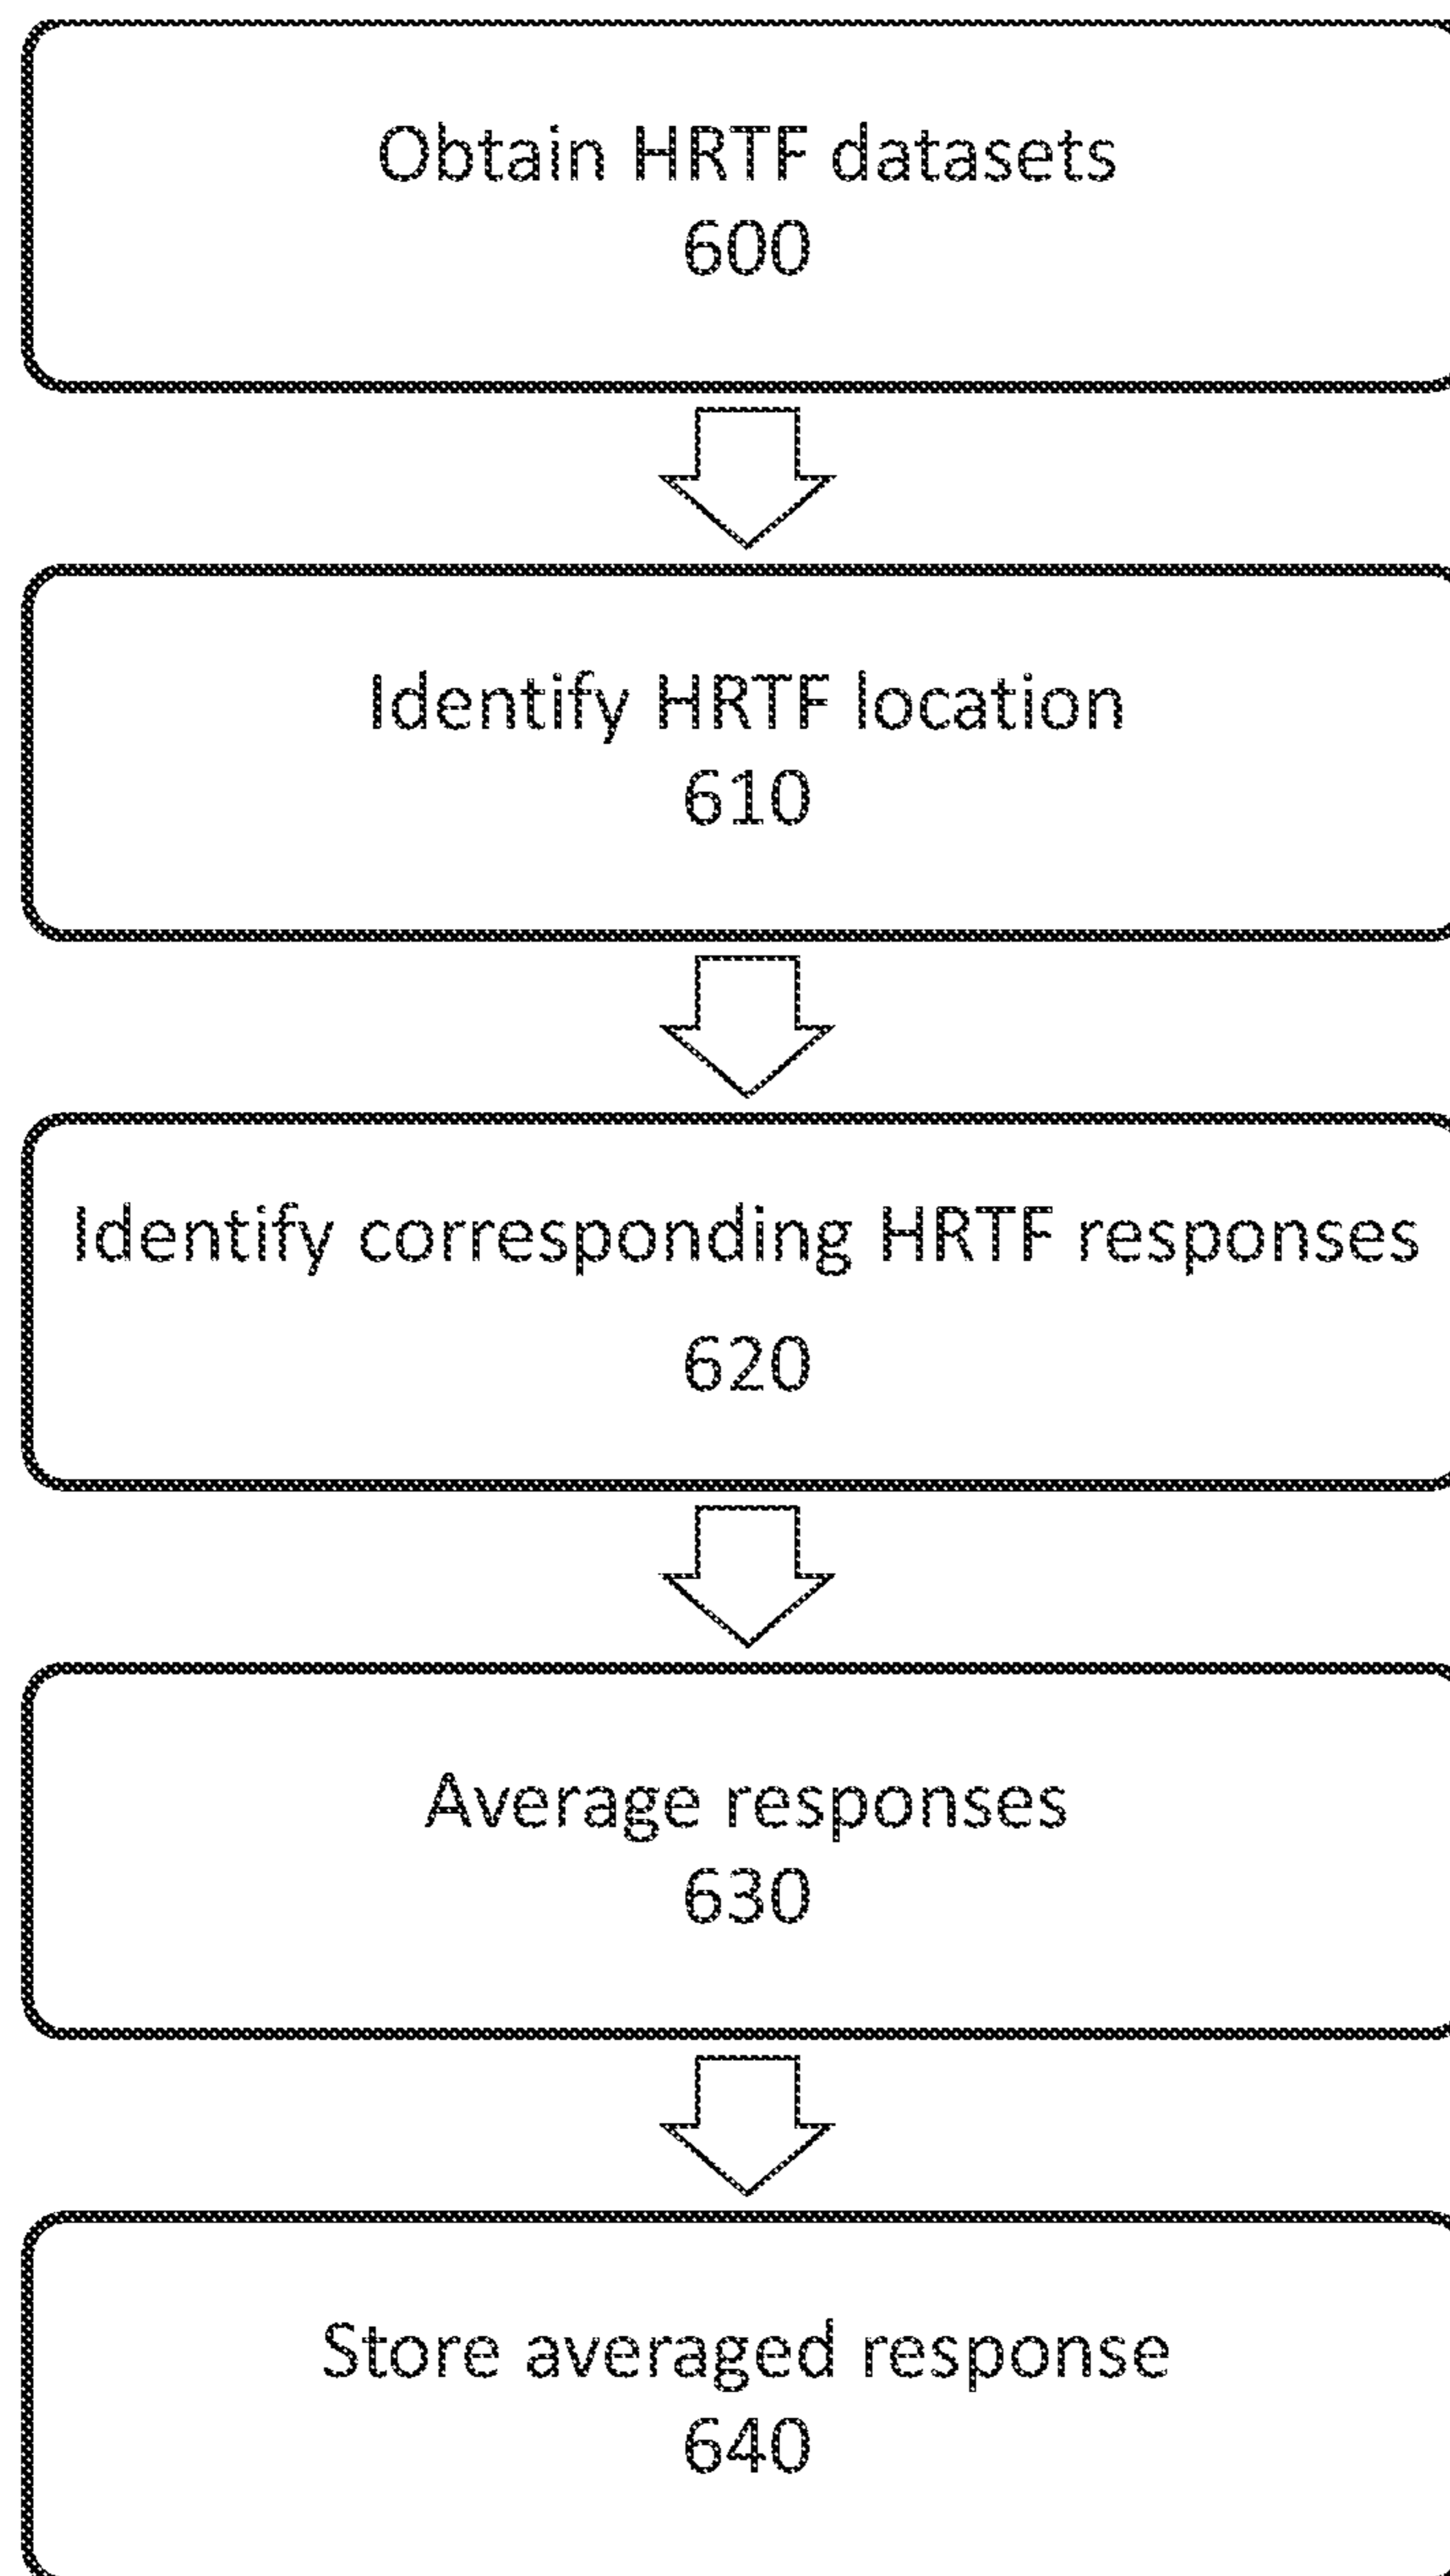 Obtain HRTF datasets
600
Identify HRTF location
610
Identify corresponding HRTF responses
620
Average responses
630
Store averaged response
640